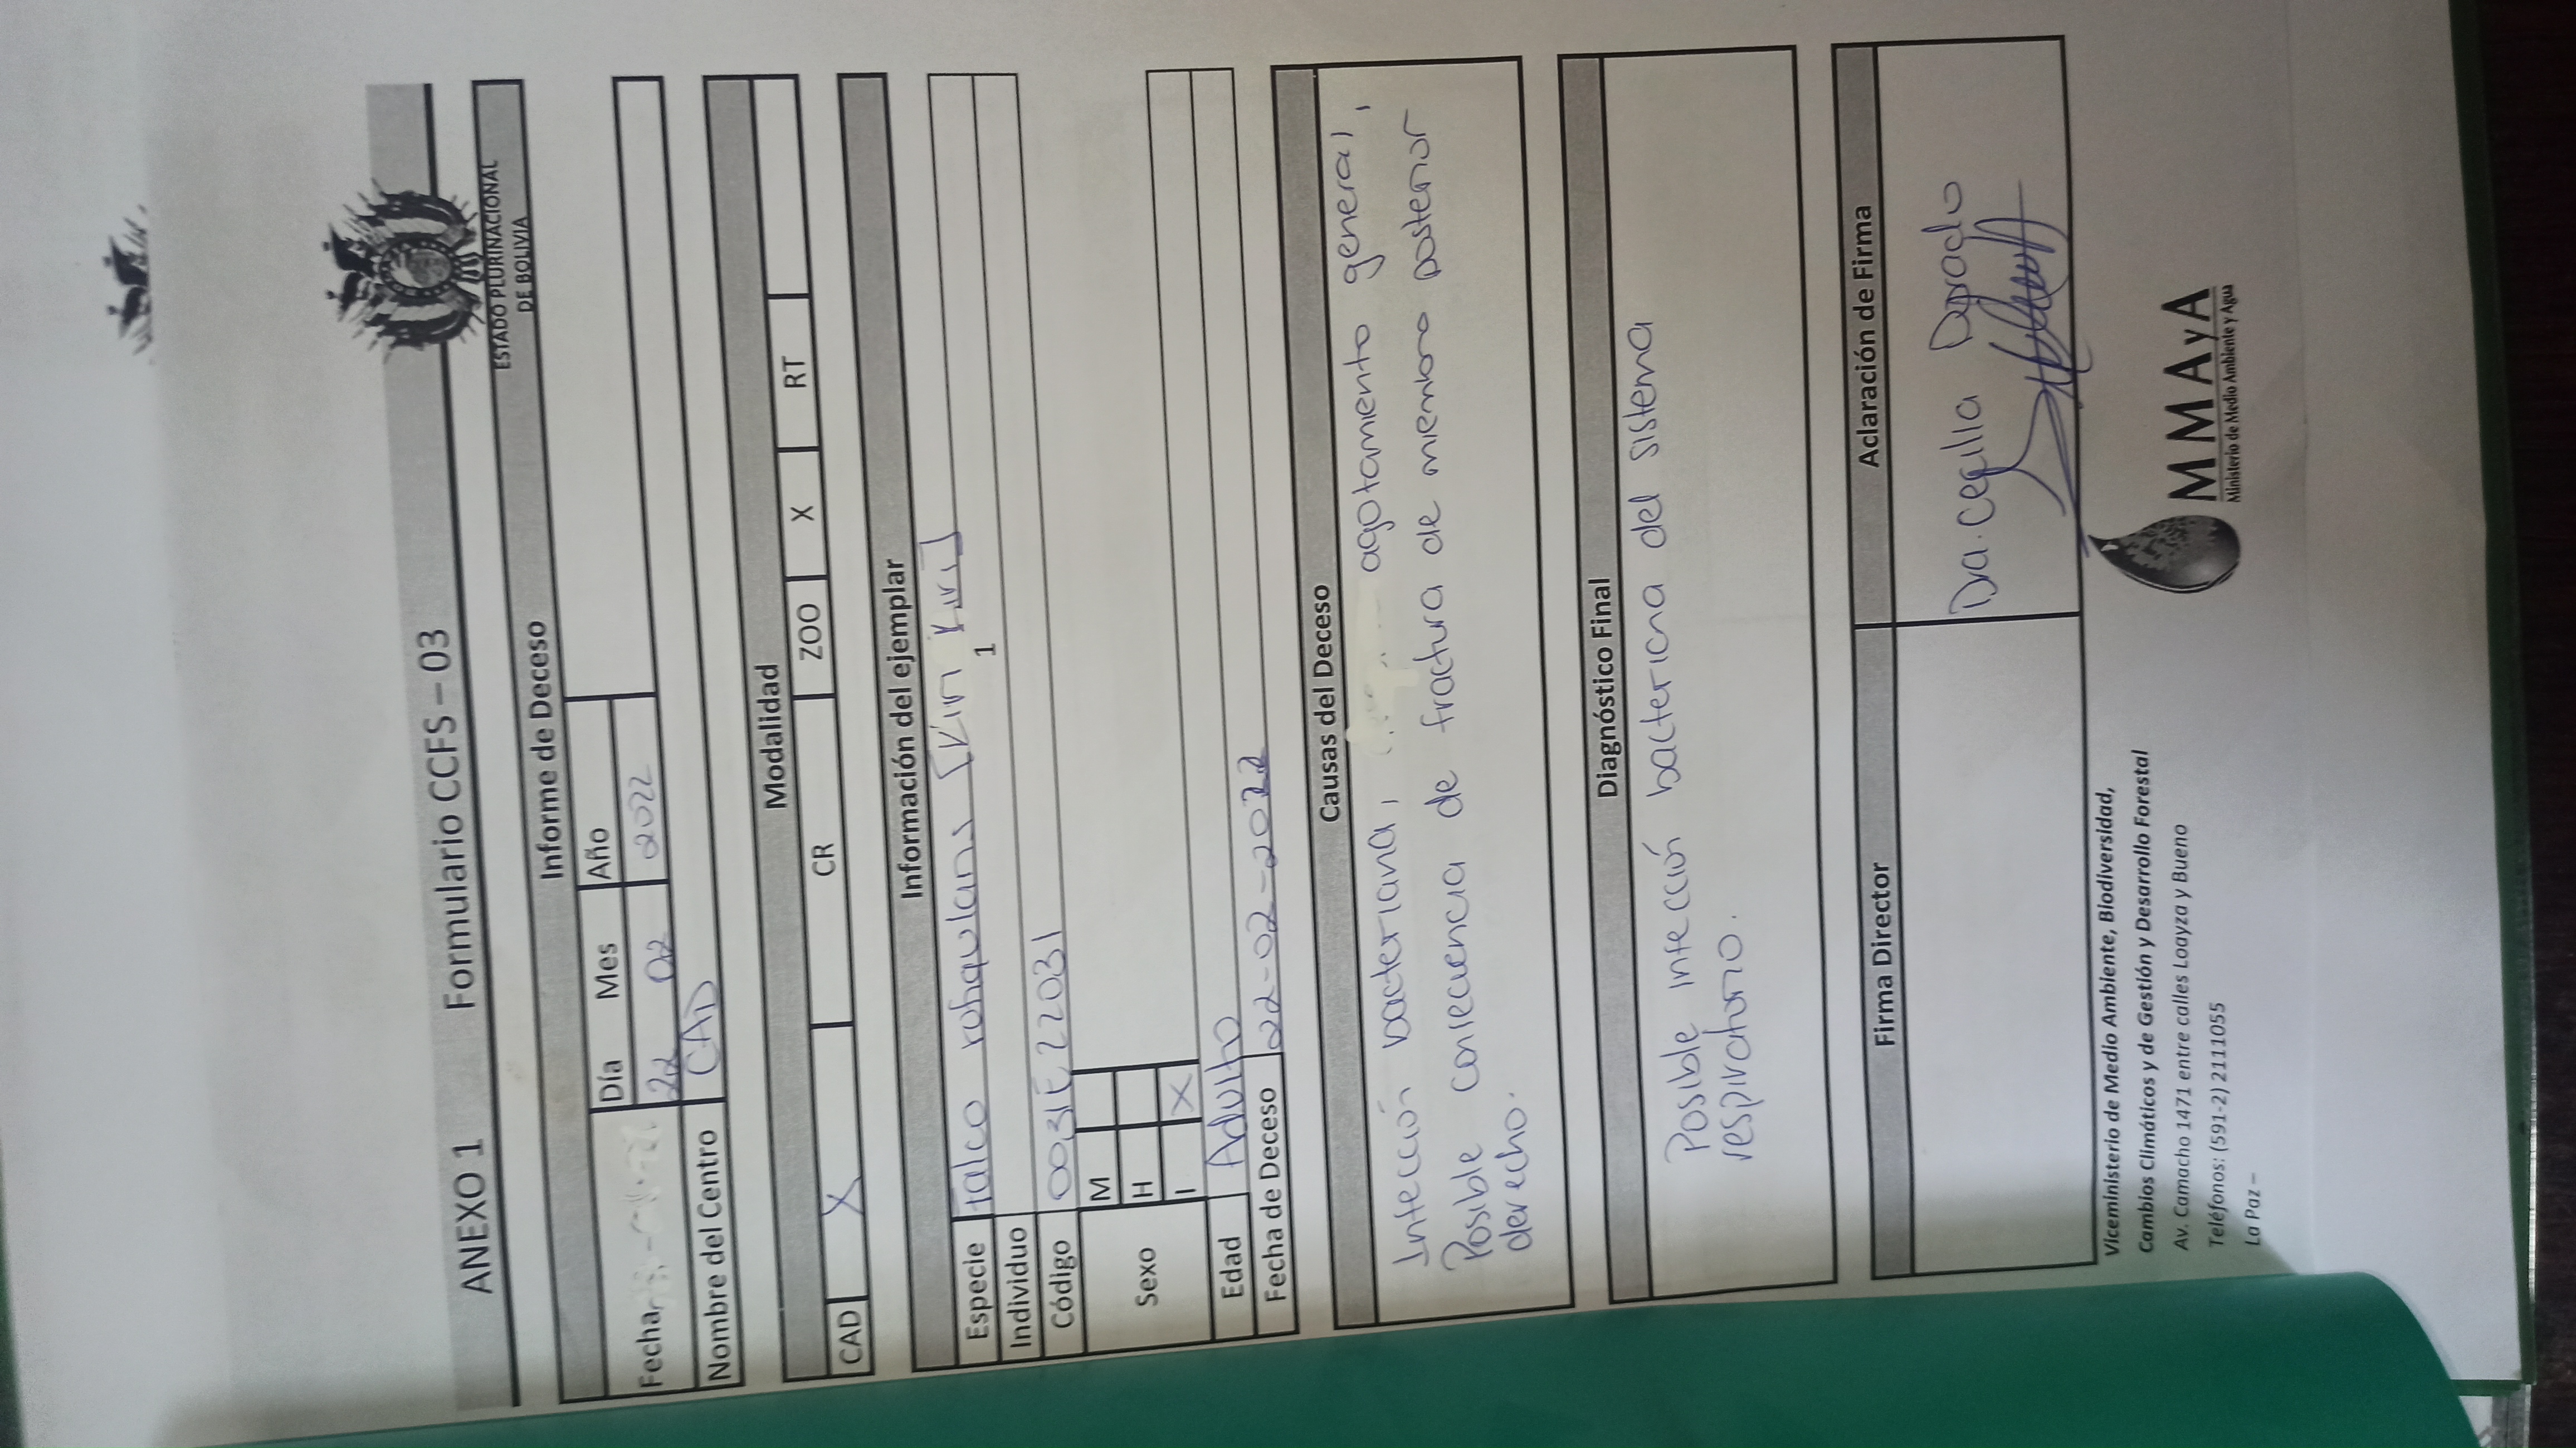 ANEXO 1 Formulario CCFS – 03
ESTADO PLURINACIONAL
DE BOLIVIA
Informe de Deceso
Día Mes Año
Fecha 22 02 2022
Nombre del Centro CAD
Modalidad
CAD X CR ZOO X RT
Información del ejemplar
Especie Falco [Kiri Kiri]
Individuo 1
Código 0031E22031
Sexo
M
H
I X
Edad Adulto
Fecha de Deceso 22-02-2022
Causas del Deceso
Infección bacteriana, agotamiento general,
Posible consecuencia de fractura de miembro posterior
derecho.
Diagnóstico Final
Posible infección bacteriana del sistema
respiratorio.
Firma Director Aclaración de Firma
Dra. Cecilia
Viceministerio de Medio Ambiente, Biodiversidad,
Cambios Climáticos y de Gestión y Desarrollo Forestal
Av. Camacho 1471 entre calles Loayza y Bueno
Teléfonos: (591-2) 2111055
La Paz –
MMAyA
Ministerio de Medio Ambiente y Agua